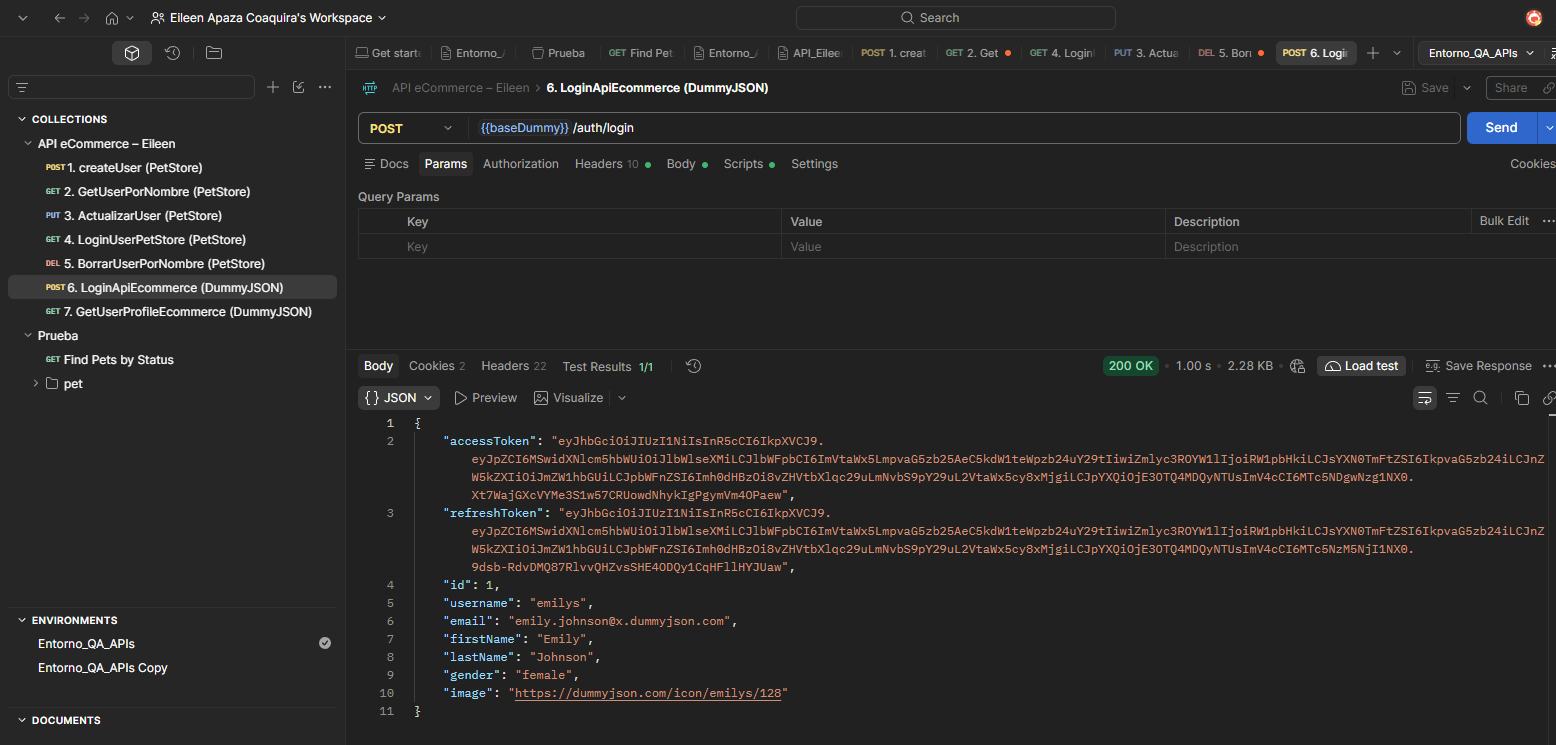 Eileen Apaza Coaquira's Workspace
Search
Get start
Entorno_
Prueba
GET Find Pet
Entorno_
API_Eilee
POST 1. creat
GET 2. Get
GET 4. Login
PUT 3. Actua
DEL 5. Borr
POST 6. Logi
Entorno_QA_APIs
COLLECTIONS
API eCommerce – Eileen
POST 1. createUser (PetStore)
GET 2. GetUserPorNombre (PetStore)
PUT 3. ActualizarUser (PetStore)
GET 4. LoginUserPetStore (PetStore)
DEL 5. BorrarUserPorNombre (PetStore)
POST 6. LoginApiEcommerce (DummyJSON)
GET 7. GetUserProfileEcommerce (DummyJSON)
Prueba
GET Find Pets by Status
pet
ENVIRONMENTS
Entorno_QA_APIs
Entorno_QA_APIs Copy
DOCUMENTS
HTTP API eCommerce – Eileen > 6. LoginApiEcommerce (DummyJSON)
Save
Share
POST {{baseDummy}} /auth/login
Send
Docs Params Authorization Headers 10 Body Scripts Settings
Cookies
Query Params
Key Value Description Bulk Edit
Key Value Description
Body Cookies 2 Headers 22 Test Results 1/1
200 OK • 1.00 s • 2.28 KB • Load test e.g. Save Response
{} JSON Preview Visualize
1 {
2 "accessToken": "eyJhbGciOiJIUzI1NiIsInR5cCI6IkpXVCJ9.
eyJpZCI6MSwidXNlcm5hbWUiOiJlbWlseXMiLCJlbWFpbCI6ImVtaWx5LmpvaG5zb25AeC5kdW1teWpzb24uY29tIiwiZmlyc3ROYW1lIjoiRW1pbHkiLCJsYXN0TmFtZSI6IkpvaG5zb24iLCJnZ
W5kZXIiOiJmZW1hbGUiLCJpbWFnZSI6Imh0dHBzOi8vZHVtbXlqc29uLmNvbS9pY29uL2VtaWx5cy8xMjgiLCJpYXQiOjE3OTQ4MDQyNTUsImV4cCI6MTc5NDgwNzg1NX0.
Xt7WajGXcVYMe3S1w57CRUowdNhykIgPgymVm4OPaew",
3 "refreshToken": "eyJhbGciOiJIUzI1NiIsInR5cCI6IkpXVCJ9.
eyJpZCI6MSwidXNlcm5hbWUiOiJlbWlseXMiLCJlbWFpbCI6ImVtaWx5LmpvaG5zb25AeC5kdW1teWpzb24uY29tIiwiZmlyc3ROYW1lIjoiRW1pbHkiLCJsYXN0TmFtZSI6IkpvaG5zb24iLCJnZ
W5kZXIiOiJmZW1hbGUiLCJpbWFnZSI6Imh0dHBzOi8vZHVtbXlqc29uLmNvbS9pY29uL2VtaWx5cy8xMjgiLCJpYXQiOjE3OTQ4MDQyNTUsImV4cCI6MTc5NzM5NjI1NX0.
9dsb-RdvDMQ87RlvvQHZvsSHE4ODQy1CqHFllHYJUaw",
4 "id": 1,
5 "username": "emilys",
6 "email": "emily.johnson@x.dummyjson.com",
7 "firstName": "Emily",
8 "lastName": "Johnson",
9 "gender": "female",
10 "image": "https://dummyjson.com/icon/emilys/128"
11 }